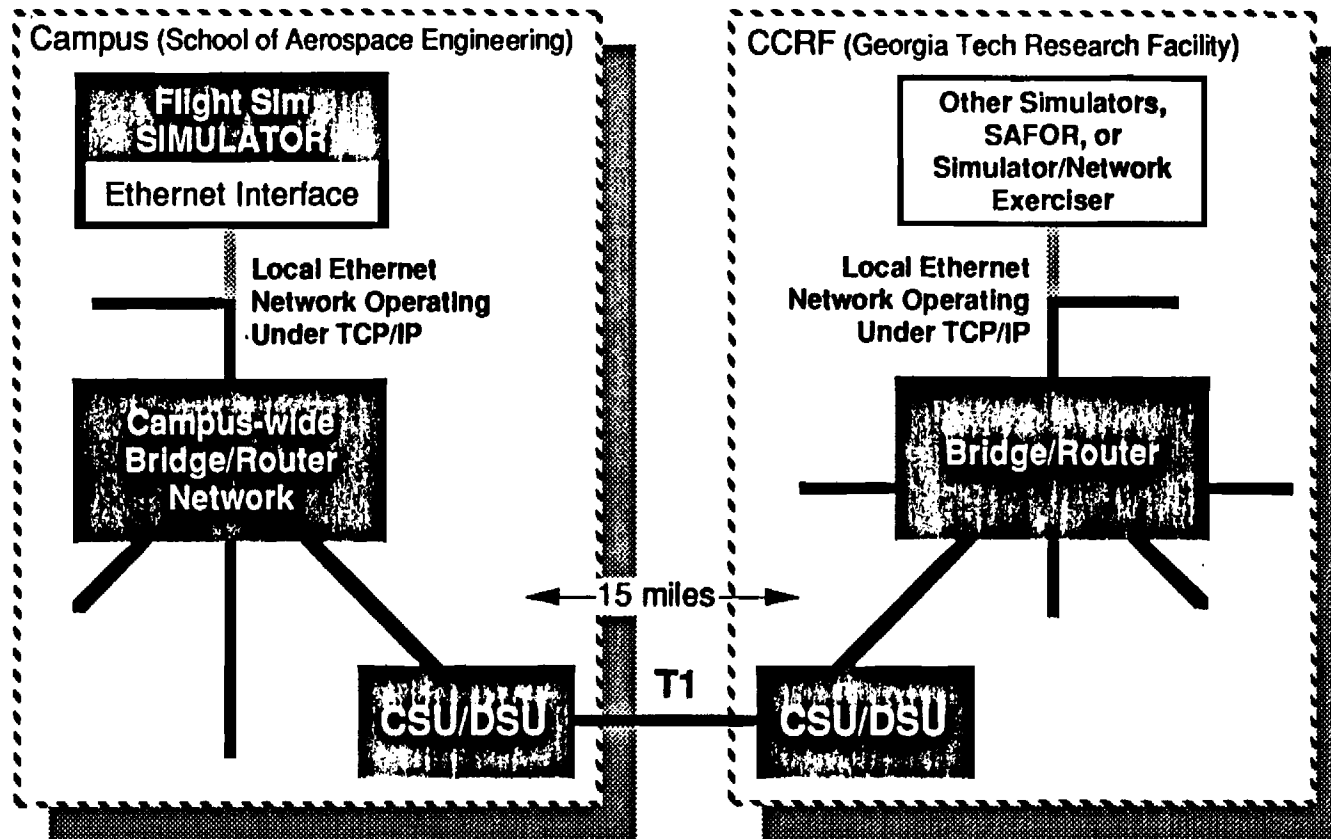 Campus (School of Aerospace Engineering)
Flight Sim
SIMULATOR
Ethernet Interface
Local Ethernet
Network Operating
Under TCP/IP
Campus-wide
Bridge/Router
Network
CSU/DSU
15 miles
T1
CCRF (Georgia Tech Research Facility)
Other Simulators,
SAFOR, or
Simulator/Network
Exerciser
Local Ethernet
Network Operating
Under TCP/IP
Bridge/Router
CSU/DSU